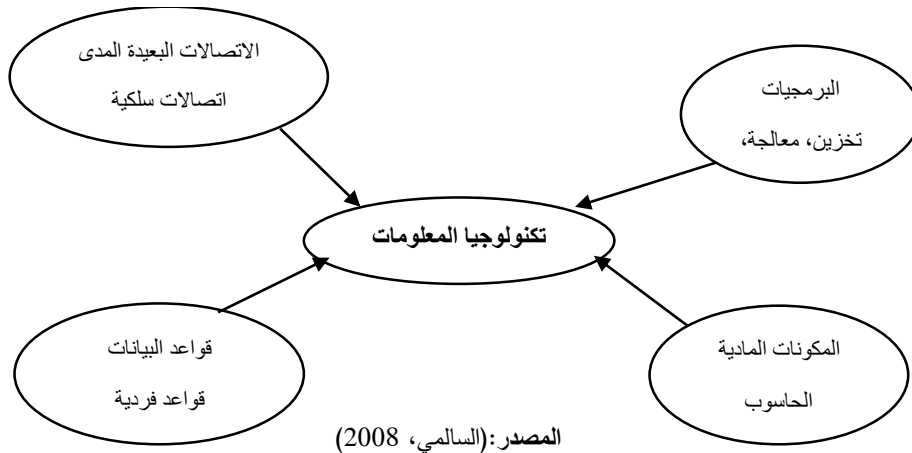 الاتصالات البعيدة المدى
اتصالات سلكية
البرمجيات
تخزين، معالجة،
تكنولوجيا المعلومات
قواعد البيانات
قواعد فردية
المكونات المادية
الحاسوب
المصدر:(السالمي، 2008)